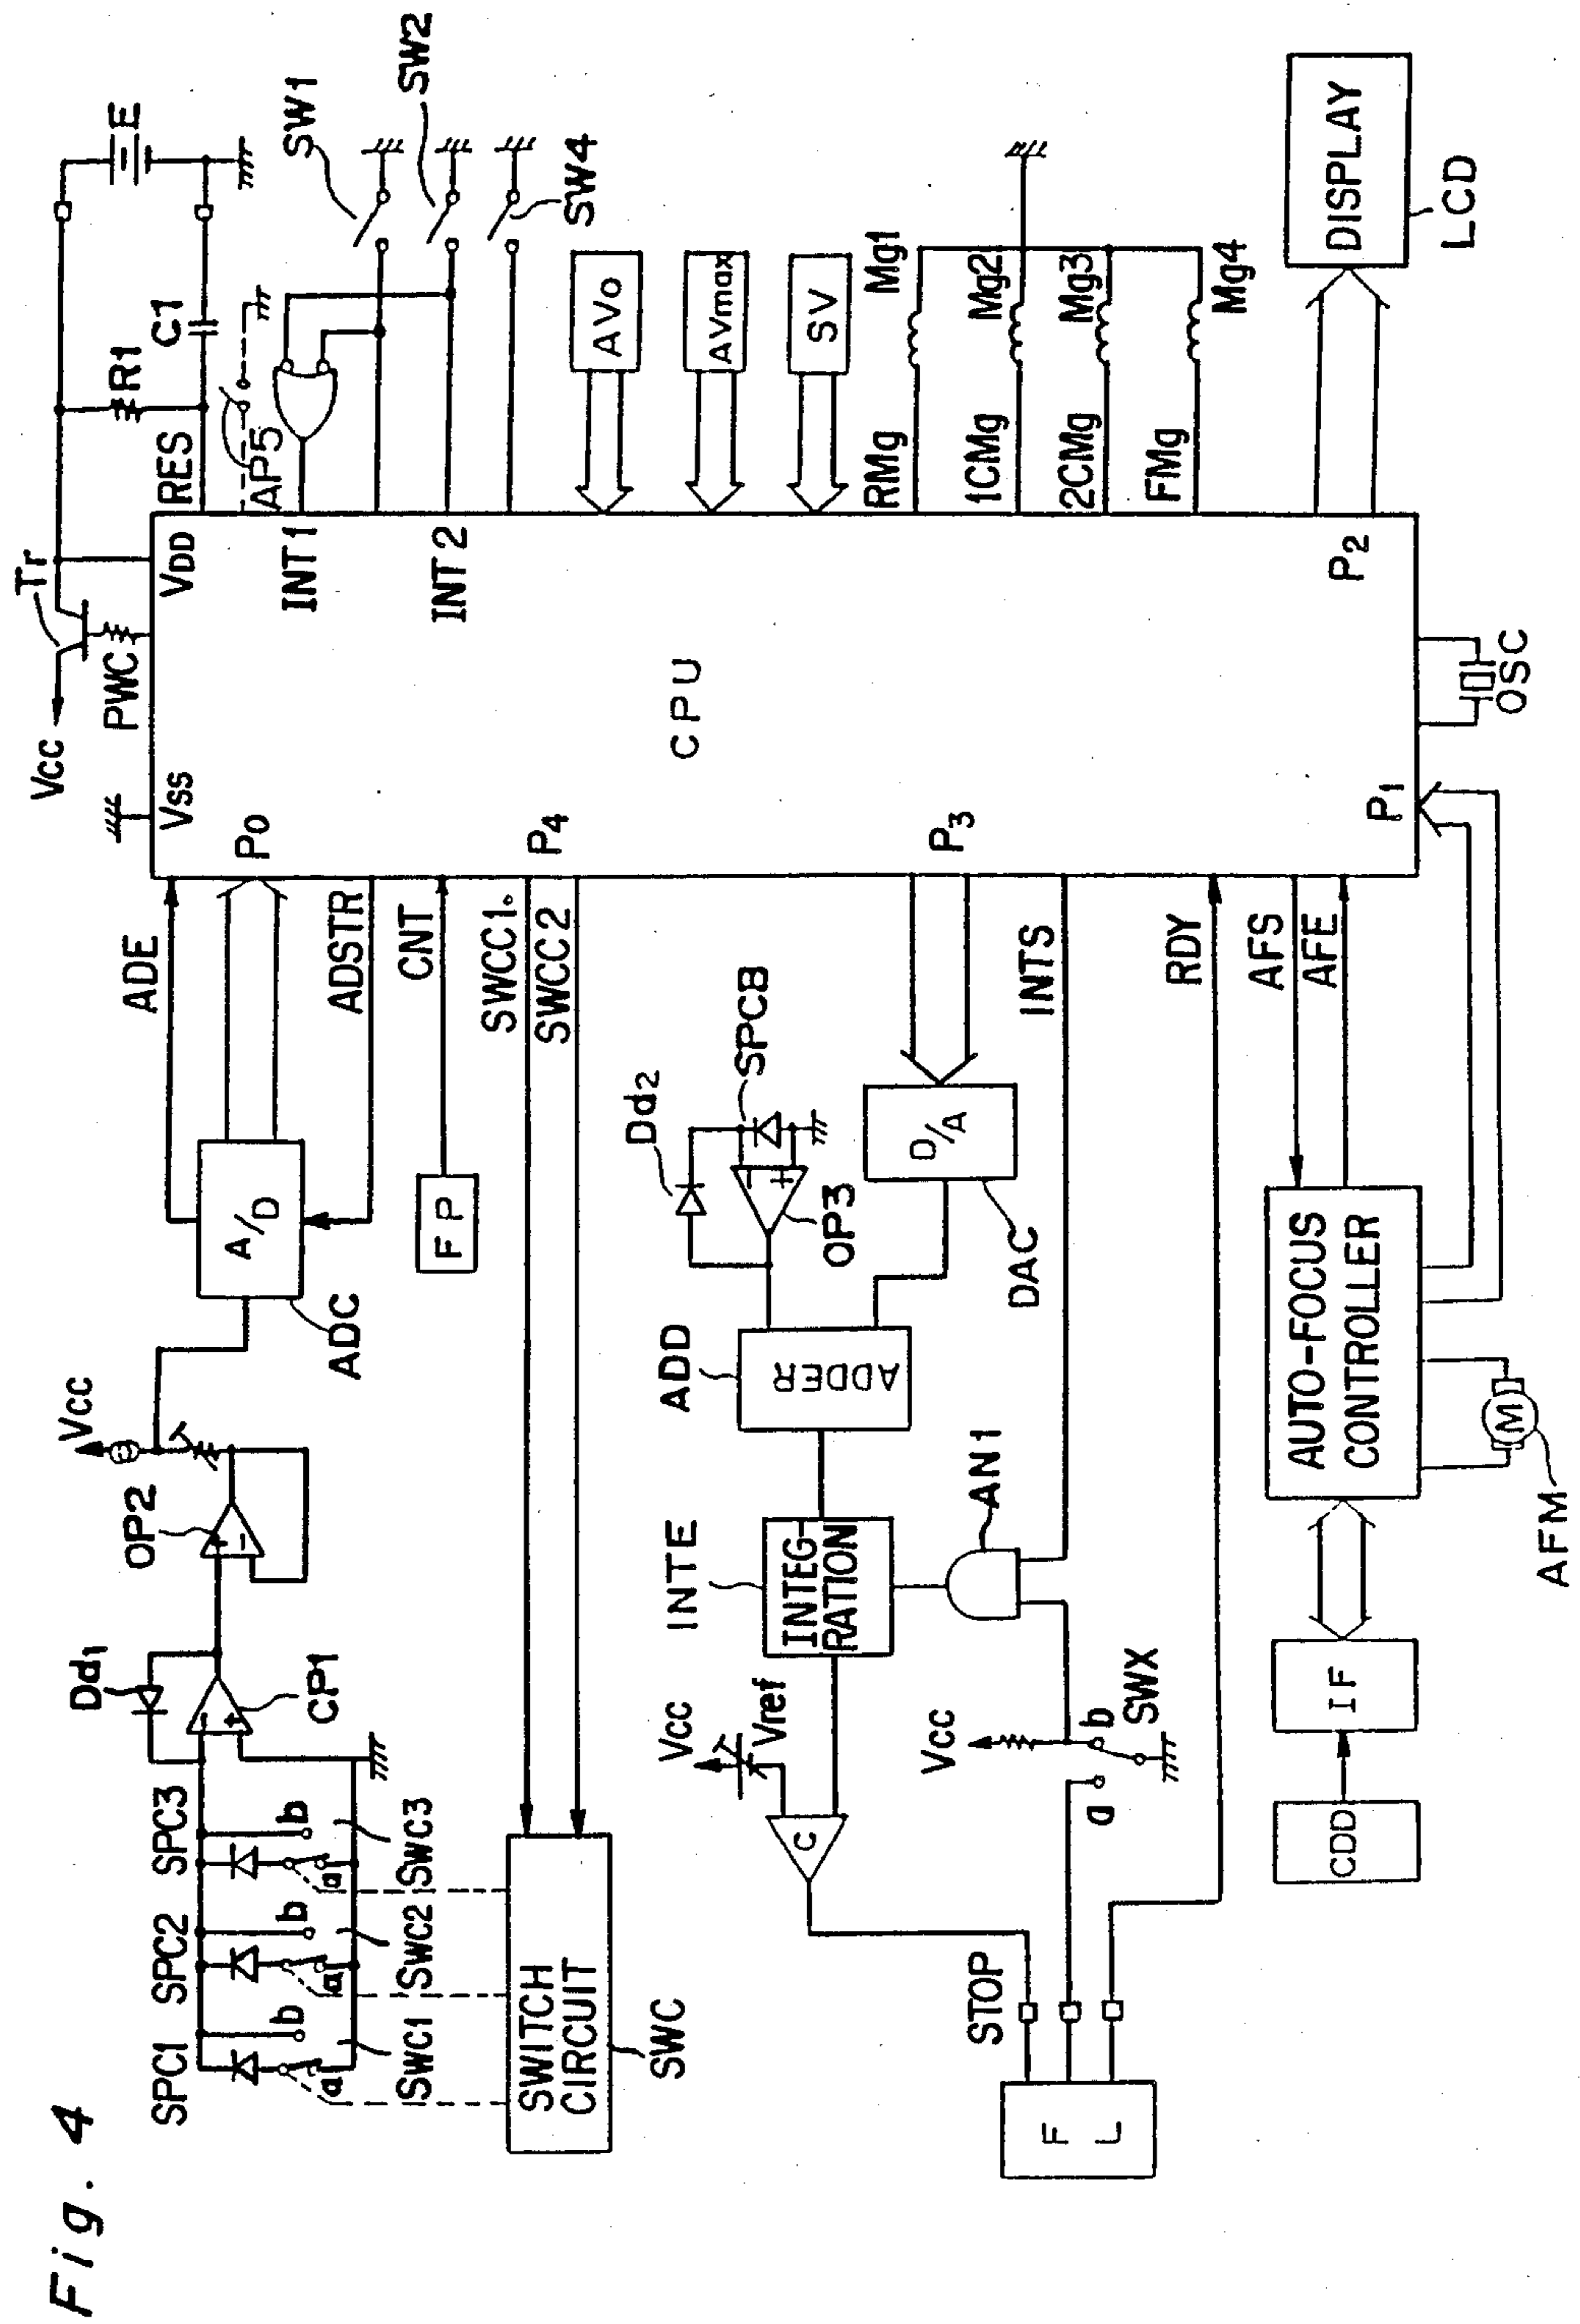 Fig. 4
SPC1
SPC2
SPC3
b
b
b
a
a
a
SWC1
SWC2
SWC3
SWITCH
CIRCUIT
SWC
Dd1
CP1
OP2
+
-
Vcc
A/D
ADC
ADE
ADSTR
F P
CNT
SWCC1
SWCC2
Vcc
Tr
PWC
Vss
VDD
P0
P4
P3
P1
P2
CPU
RES
R1
C1
E
AP5
INT1
INT2
SW1
SW2
SW4
AVo
AVmax
SV
RMg
Mg1
1CMg
Mg2
2CMg
Mg3
FMg
Mg4
DISPLAY
LCD
OSC
Dd2
SPC8
-
+
OP3
D/A
DAC
ADD
ADDER
INTE
INTEG-
RATION
AN1
INTS
Vcc
Vref
C
Vcc
b
a
SWX
STOP
F L
RDY
AFS
AFE
AUTO-FOCUS
CONTROLLER
M
AFM
IF
CDD